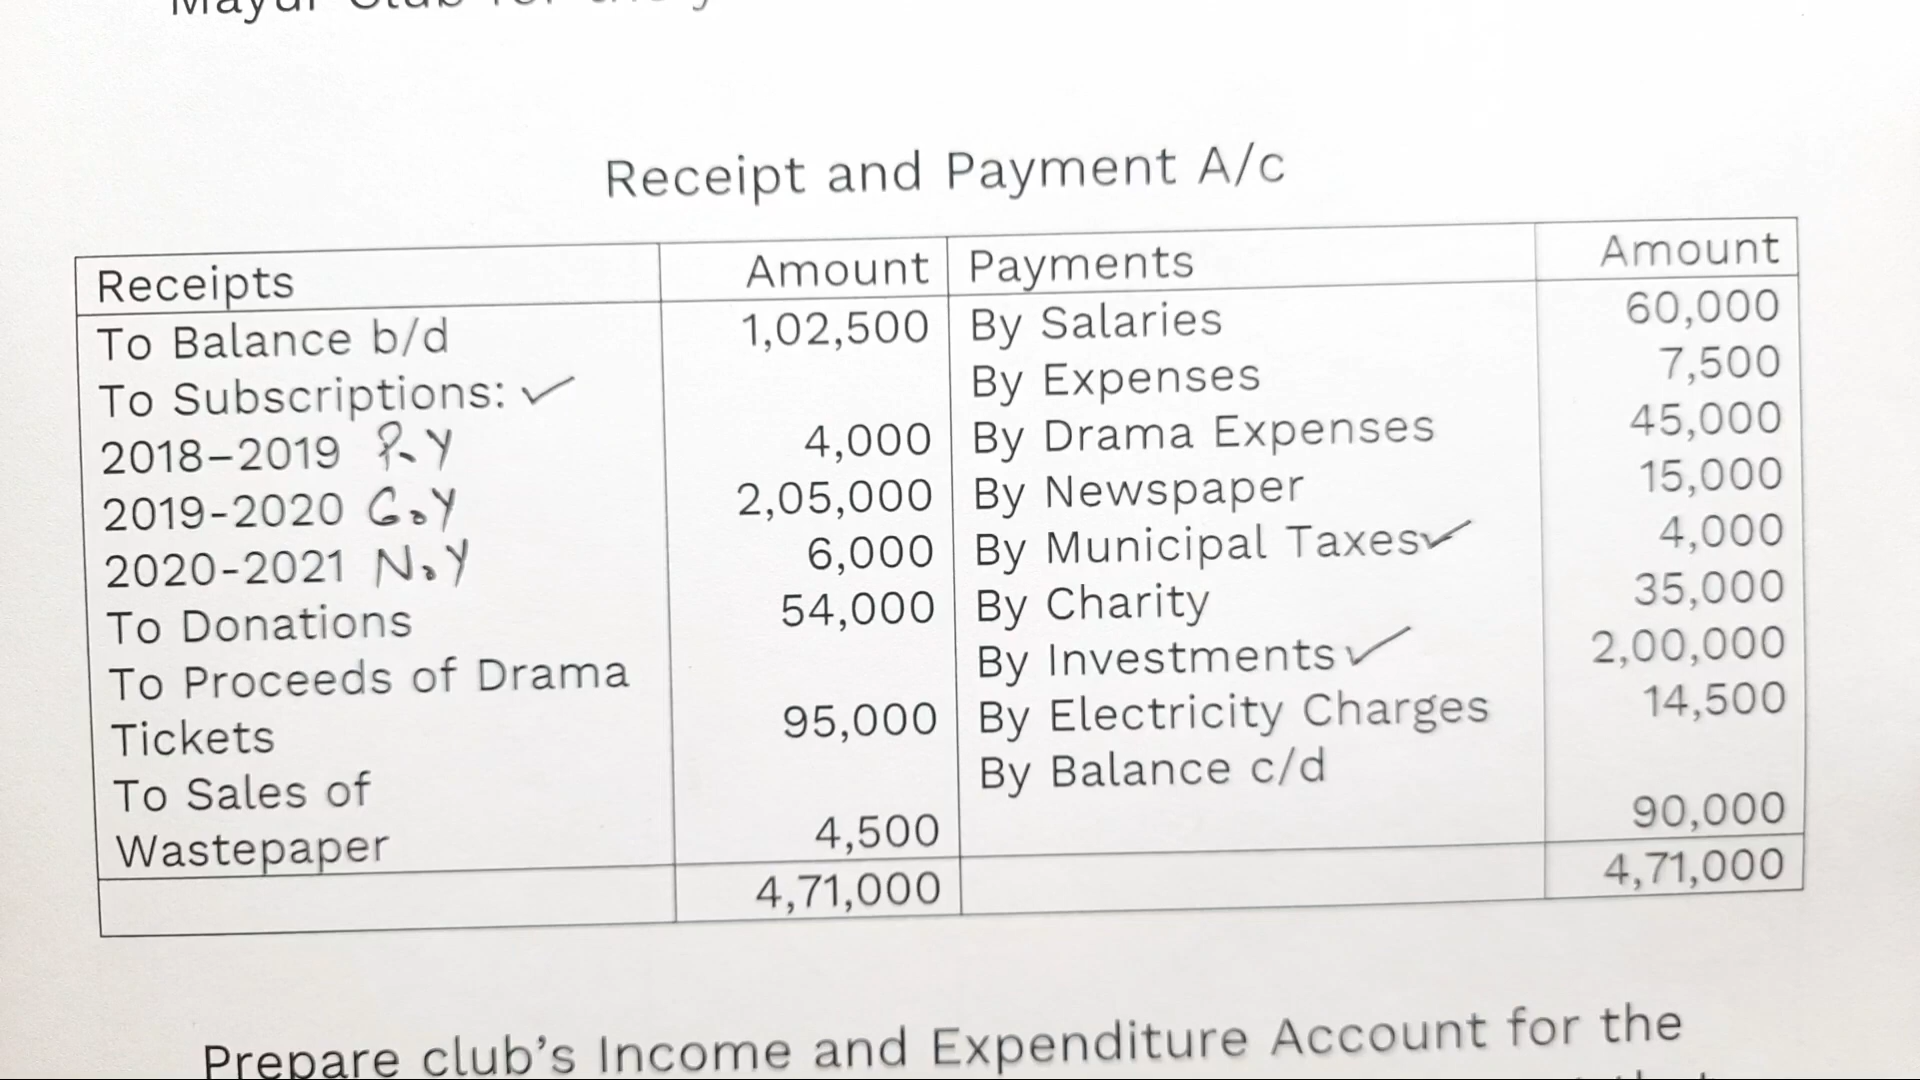 Mayur Club for the y
Receipt and Payment A/c
Receipts Amount Payments Amount
To Balance b/d 1,02,500 By Salaries 60,000
To Subscriptions: ✓ By Expenses 7,500
2018–2019 P.Y 4,000 By Drama Expenses 45,000
2019-2020 C.Y 2,05,000 By Newspaper 15,000
2020-2021 N.Y 6,000 By Municipal Taxes✓ 4,000
To Donations 54,000 By Charity 35,000
To Proceeds of Drama By Investments ✓ 2,00,000
Tickets 95,000 By Electricity Charges 14,500
To Sales of By Balance c/d
Wastepaper 4,500 90,000
4,71,000 4,71,000
Prepare club's Income and Expenditure Account for the